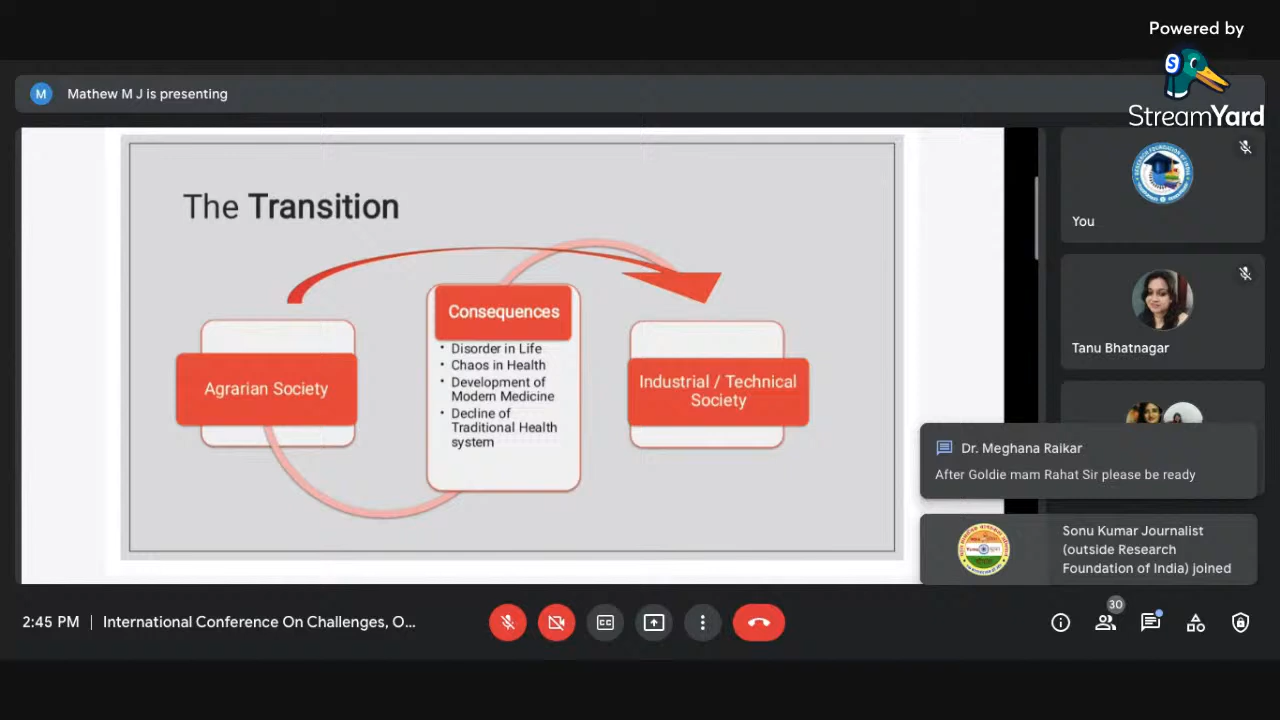 Powered by
StreamYard
M
Mathew M J is presenting
The Transition
Agrarian Society
Consequences
• Disorder in Life
• Chaos in Health
• Development of
Modern Medicine
• Decline of
Traditional Health
system
Industrial / Technical
Society
You
Tanu Bhatnagar
Dr. Meghana Raikar
After Goldie mam Rahat Sir please be ready
Sonu Kumar Journalist
(outside Research
Foundation of India) joined
2:45 PM | International Conference On Challenges, O...
30